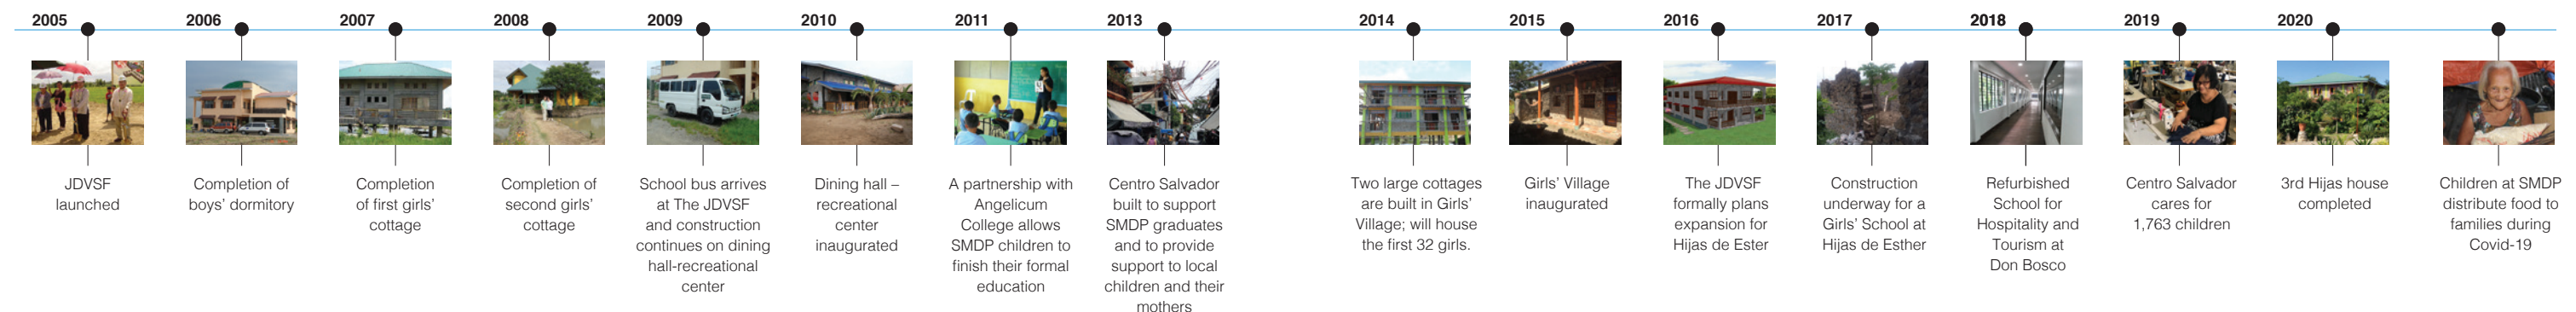 2005
JDVSF
launched
2006
Completion of
boys’ dormitory
2007
Completion
of first girls’
cottage
2008
Completion of
second girls’
cottage
2009
School bus arrives
at The JDVSF
and construction
continues on dining
hall-recreational
center
2010
Dining hall –
recreational
center
inaugurated
2011
A partnership with
Angelicum
College allows
SMDP children to
finish their formal
education
2013
Centro Salvador
built to support
SMDP graduates
and to provide
support to local
children and their
mothers
2014
Two large cottages
are built in Girls’
Village; will house
the first 32 girls.
2015
Girls’ Village
inaugurated
2016
The JDVSF
formally plans
expansion for
Hijas de Ester
2017
Construction
underway for a
Girls’ School at
Hijas de Esther
2018
Refurbished
School for
Hospitality and
Tourism at
Don Bosco
2019
Centro Salvador
cares for
1,763 children
2020
3rd Hijas house
completed
Children at SMDP
distribute food to
families during
Covid-19